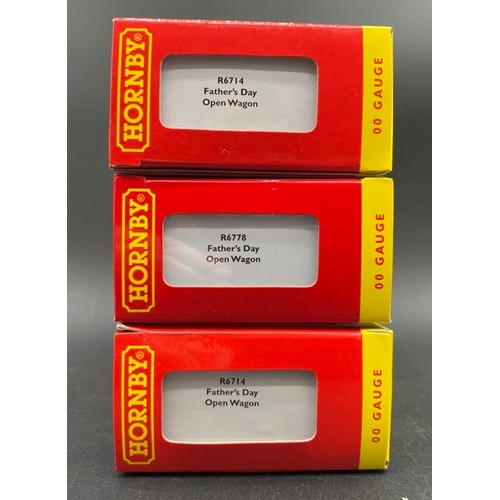 HORNBY®
R6714
Father's Day
Open Wagon
00 GAUGE
HORNBY®
R6778
Father's Day
Open Wagon
00 GAUGE
HORNBY®
R6714
Father's Day
Open Wagon
00 GAUGE